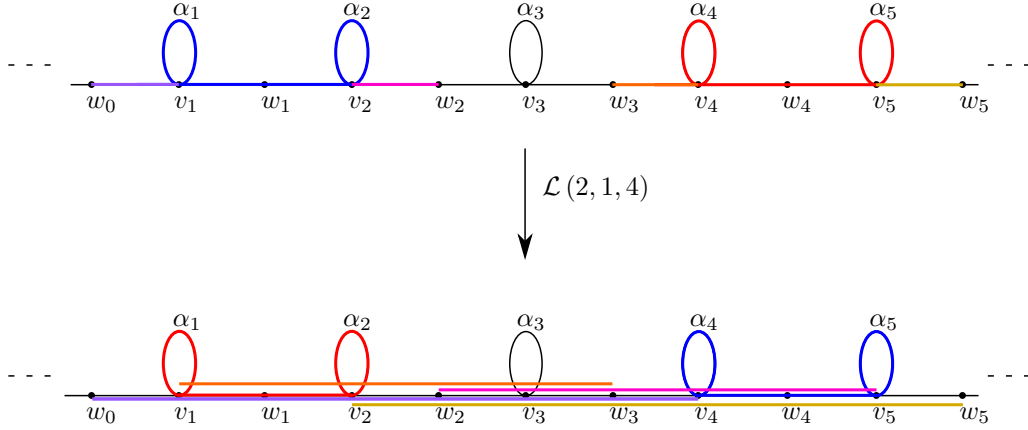 α₁ α₂ α₃ α₄ α₅
w₀ v₁ w₁ v₂ w₂ v₃ w₃ v₄ w₄ v₅ w₅
ℒ (2, 1, 4)
α₁ α₂ α₃ α₄ α₅
w₀ v₁ w₁ v₂ w₂ v₃ w₃ v₄ w₄ v₅ w₅